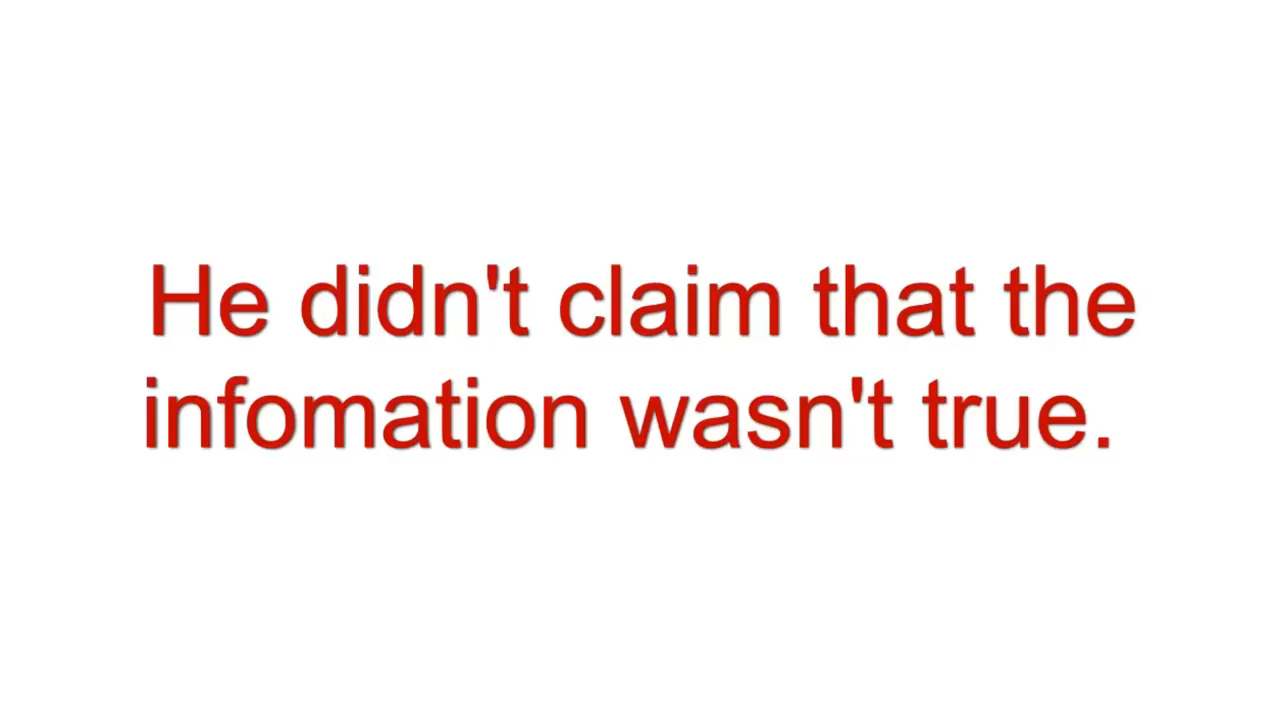 He didn't claim that the
infomation wasn't true.